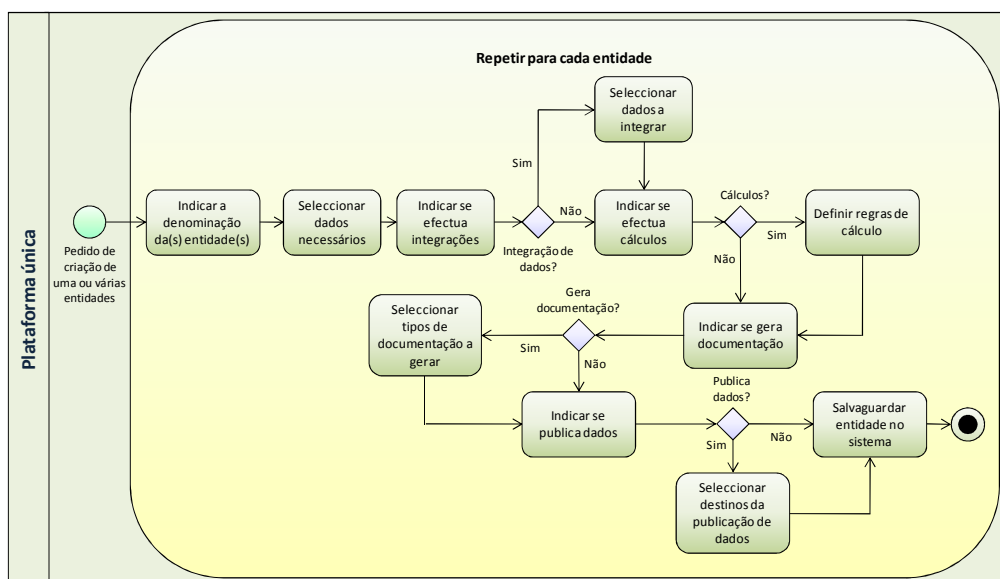 Plataforma única
Repetir para cada entidade
Pedido de
criação de
uma ou várias
entidades
Indicar a
denominação
da(s) entidade(s)
Seleccionar
dados
necessários
Indicar se
efectua
integrações
Integração de
dados?
Sim
Não
Seleccionar
dados a
integrar
Indicar se
efectua
cálculos
Cálculos?
Sim
Não
Definir regras de
cálculo
Indicar se gera
documentação
Gera
documentação?
Sim
Não
Seleccionar
tipos de
documentação a
gerar
Indicar se
publica dados
Publica
dados?
Sim
Não
Seleccionar
destinos da
publicação de
dados
Salvaguardar
entidade no
sistema